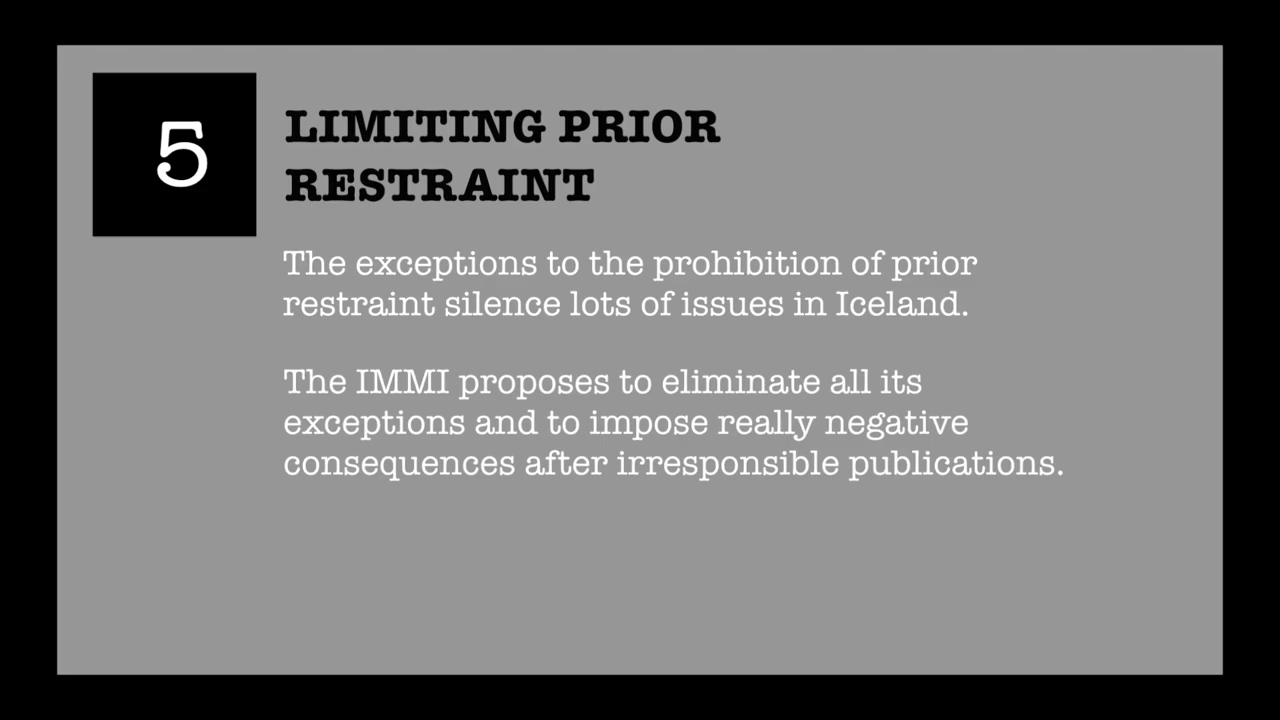 5
LIMITING PRIOR
RESTRAINT
The exceptions to the prohibition of prior
restraint silence lots of issues in Iceland.
The IMMI proposes to eliminate all its
exceptions and to impose really negative
consequences after irresponsible publications.